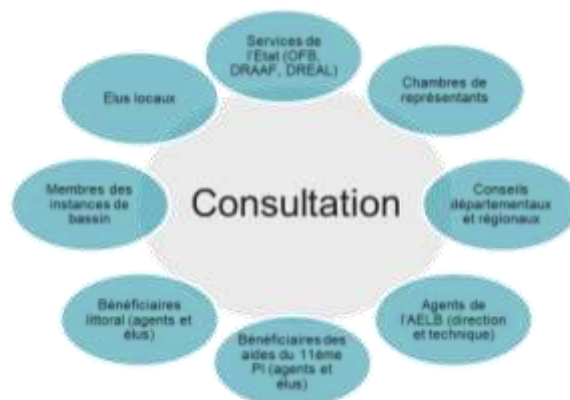 Services de
l'Etat (OFB,
DRAAF, DREAL)
Chambres de
représentants
Conseils
départementaux
et régionaux
Agents de
l'AELB (direction
et technique)
Bénéficiaires des
aides du 11ème
PI (agents et
élus)
Bénéficiaires
littoral (agents et
élus)
Membres des
instances de
bassin
Elus locaux
Consultation